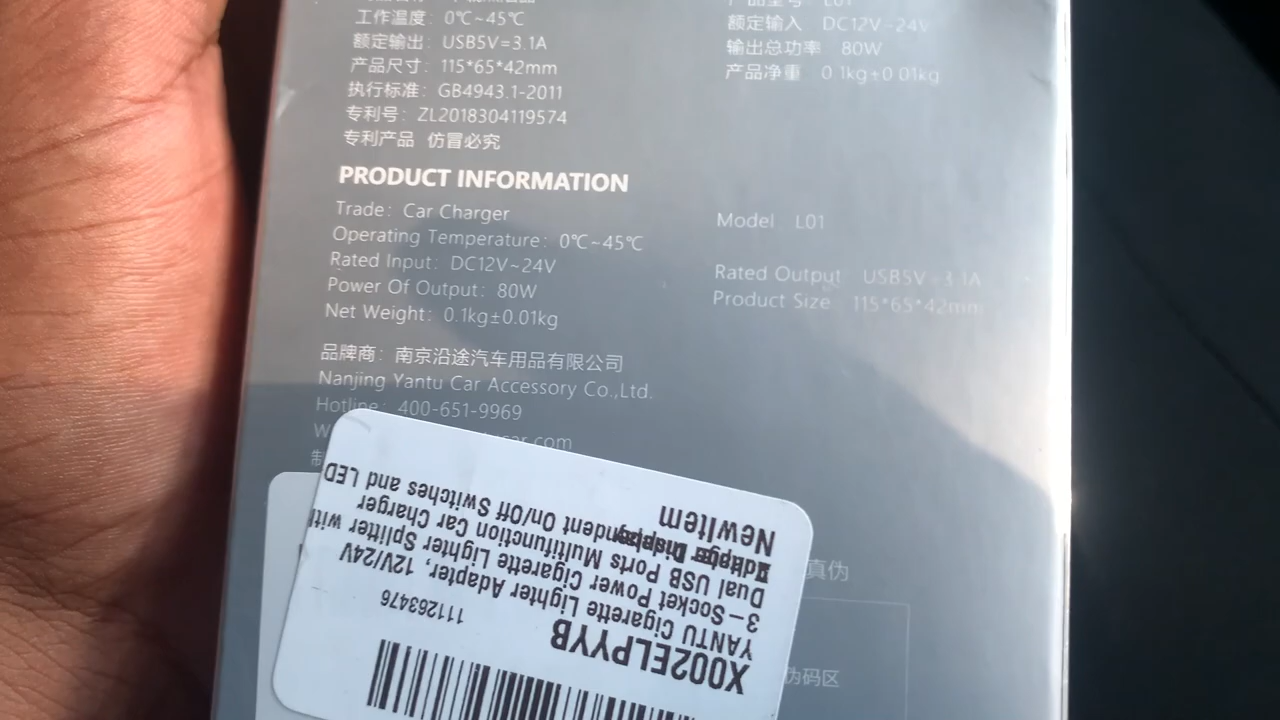 工作温度：0℃~45℃
额定输入 DC12V~24V
额定输出：USB5V=3.1A
输出总功率 80W
产品尺寸：115*65*42mm
产品净重：0.1kg±0.01kg
执行标准：GB4943.1-2011
专利号：ZL2018304119574
专利产品 仿冒必究
PRODUCT INFORMATION
Trade: Car Charger
Model L01
Operating Temperature: 0℃~45℃
Rated Input: DC12V~24V
Rated Output USB5V=3.1A
Power Of Output: 80W
Product Size 115*65*42mm
Net Weight: 0.1kg±0.01kg
品牌商：南京沿途汽车用品有限公司
Nanjing Yantu Car Accessory Co.,Ltd.
Hotline: 400-651-9969
car.com
真伪
伪码区
X002ELPYYB
111263476
YANTU Cigarette Lighter Adapter, 12V/24V
3-Socket Power Cigarette Lighter Splitter with
Dual USB Ports Multifunction Car Charger
Independent On/Off Switches and LED
NewItem